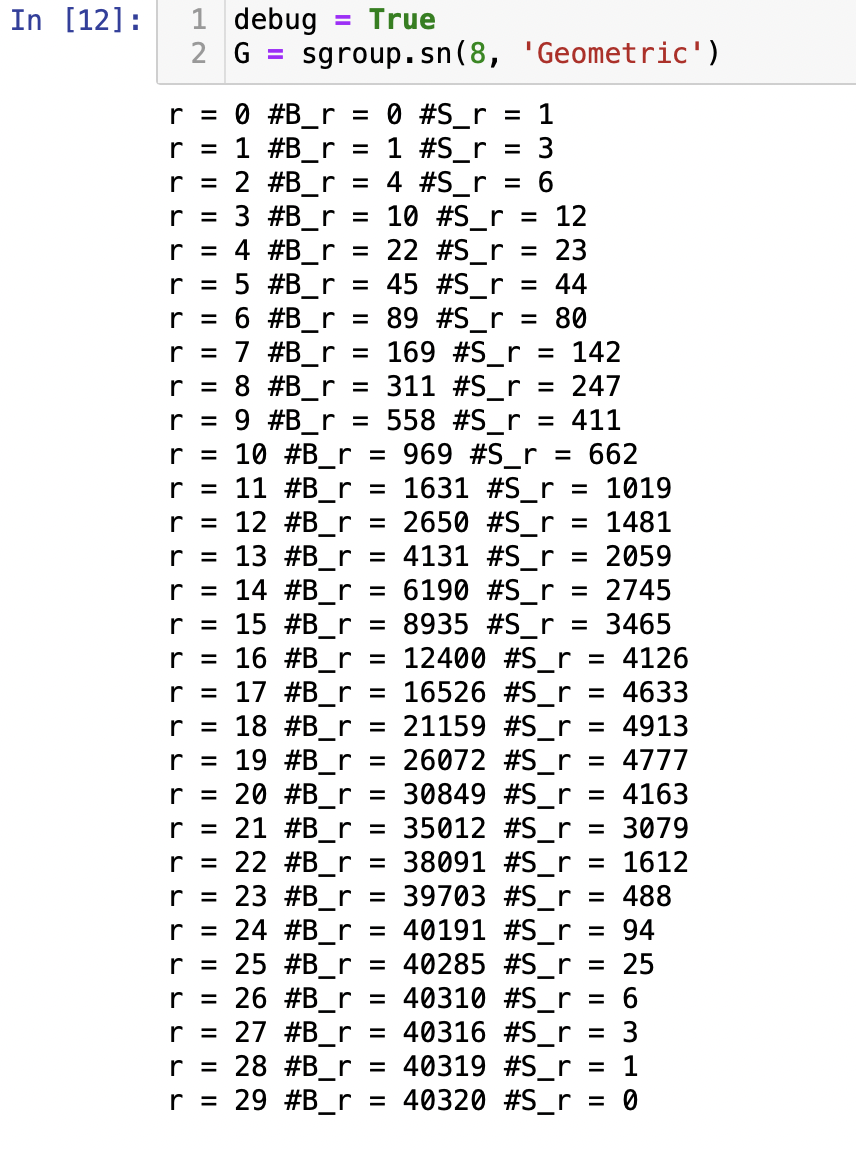 In [12]:
1 debug = True
2 G = sgroup.sn(8, 'Geometric')
r = 0 #B_r = 0 #S_r = 1
r = 1 #B_r = 1 #S_r = 3
r = 2 #B_r = 4 #S_r = 6
r = 3 #B_r = 10 #S_r = 12
r = 4 #B_r = 22 #S_r = 23
r = 5 #B_r = 45 #S_r = 44
r = 6 #B_r = 89 #S_r = 80
r = 7 #B_r = 169 #S_r = 142
r = 8 #B_r = 311 #S_r = 247
r = 9 #B_r = 558 #S_r = 411
r = 10 #B_r = 969 #S_r = 662
r = 11 #B_r = 1631 #S_r = 1019
r = 12 #B_r = 2650 #S_r = 1481
r = 13 #B_r = 4131 #S_r = 2059
r = 14 #B_r = 6190 #S_r = 2745
r = 15 #B_r = 8935 #S_r = 3465
r = 16 #B_r = 12400 #S_r = 4126
r = 17 #B_r = 16526 #S_r = 4633
r = 18 #B_r = 21159 #S_r = 4913
r = 19 #B_r = 26072 #S_r = 4777
r = 20 #B_r = 30849 #S_r = 4163
r = 21 #B_r = 35012 #S_r = 3079
r = 22 #B_r = 38091 #S_r = 1612
r = 23 #B_r = 39703 #S_r = 488
r = 24 #B_r = 40191 #S_r = 94
r = 25 #B_r = 40285 #S_r = 25
r = 26 #B_r = 40310 #S_r = 6
r = 27 #B_r = 40316 #S_r = 3
r = 28 #B_r = 40319 #S_r = 1
r = 29 #B_r = 40320 #S_r = 0